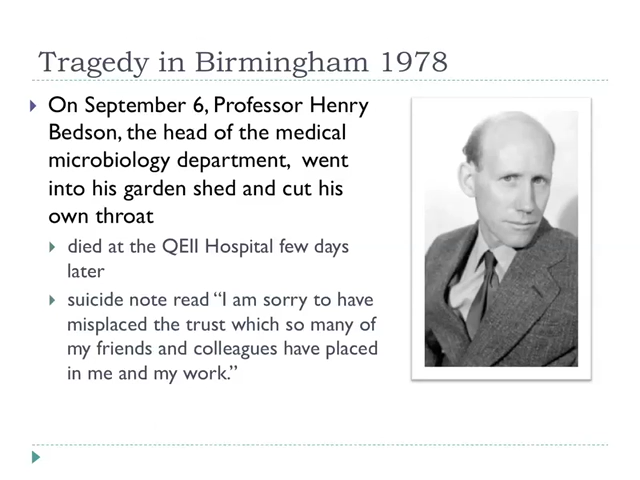 Tragedy in Birmingham 1978
On September 6, Professor Henry
Bedson, the head of the medical
microbiology department, went
into his garden shed and cut his
own throat
died at the QEII Hospital few days
later
suicide note read “I am sorry to have
misplaced the trust which so many of
my friends and colleagues have placed
in me and my work.”